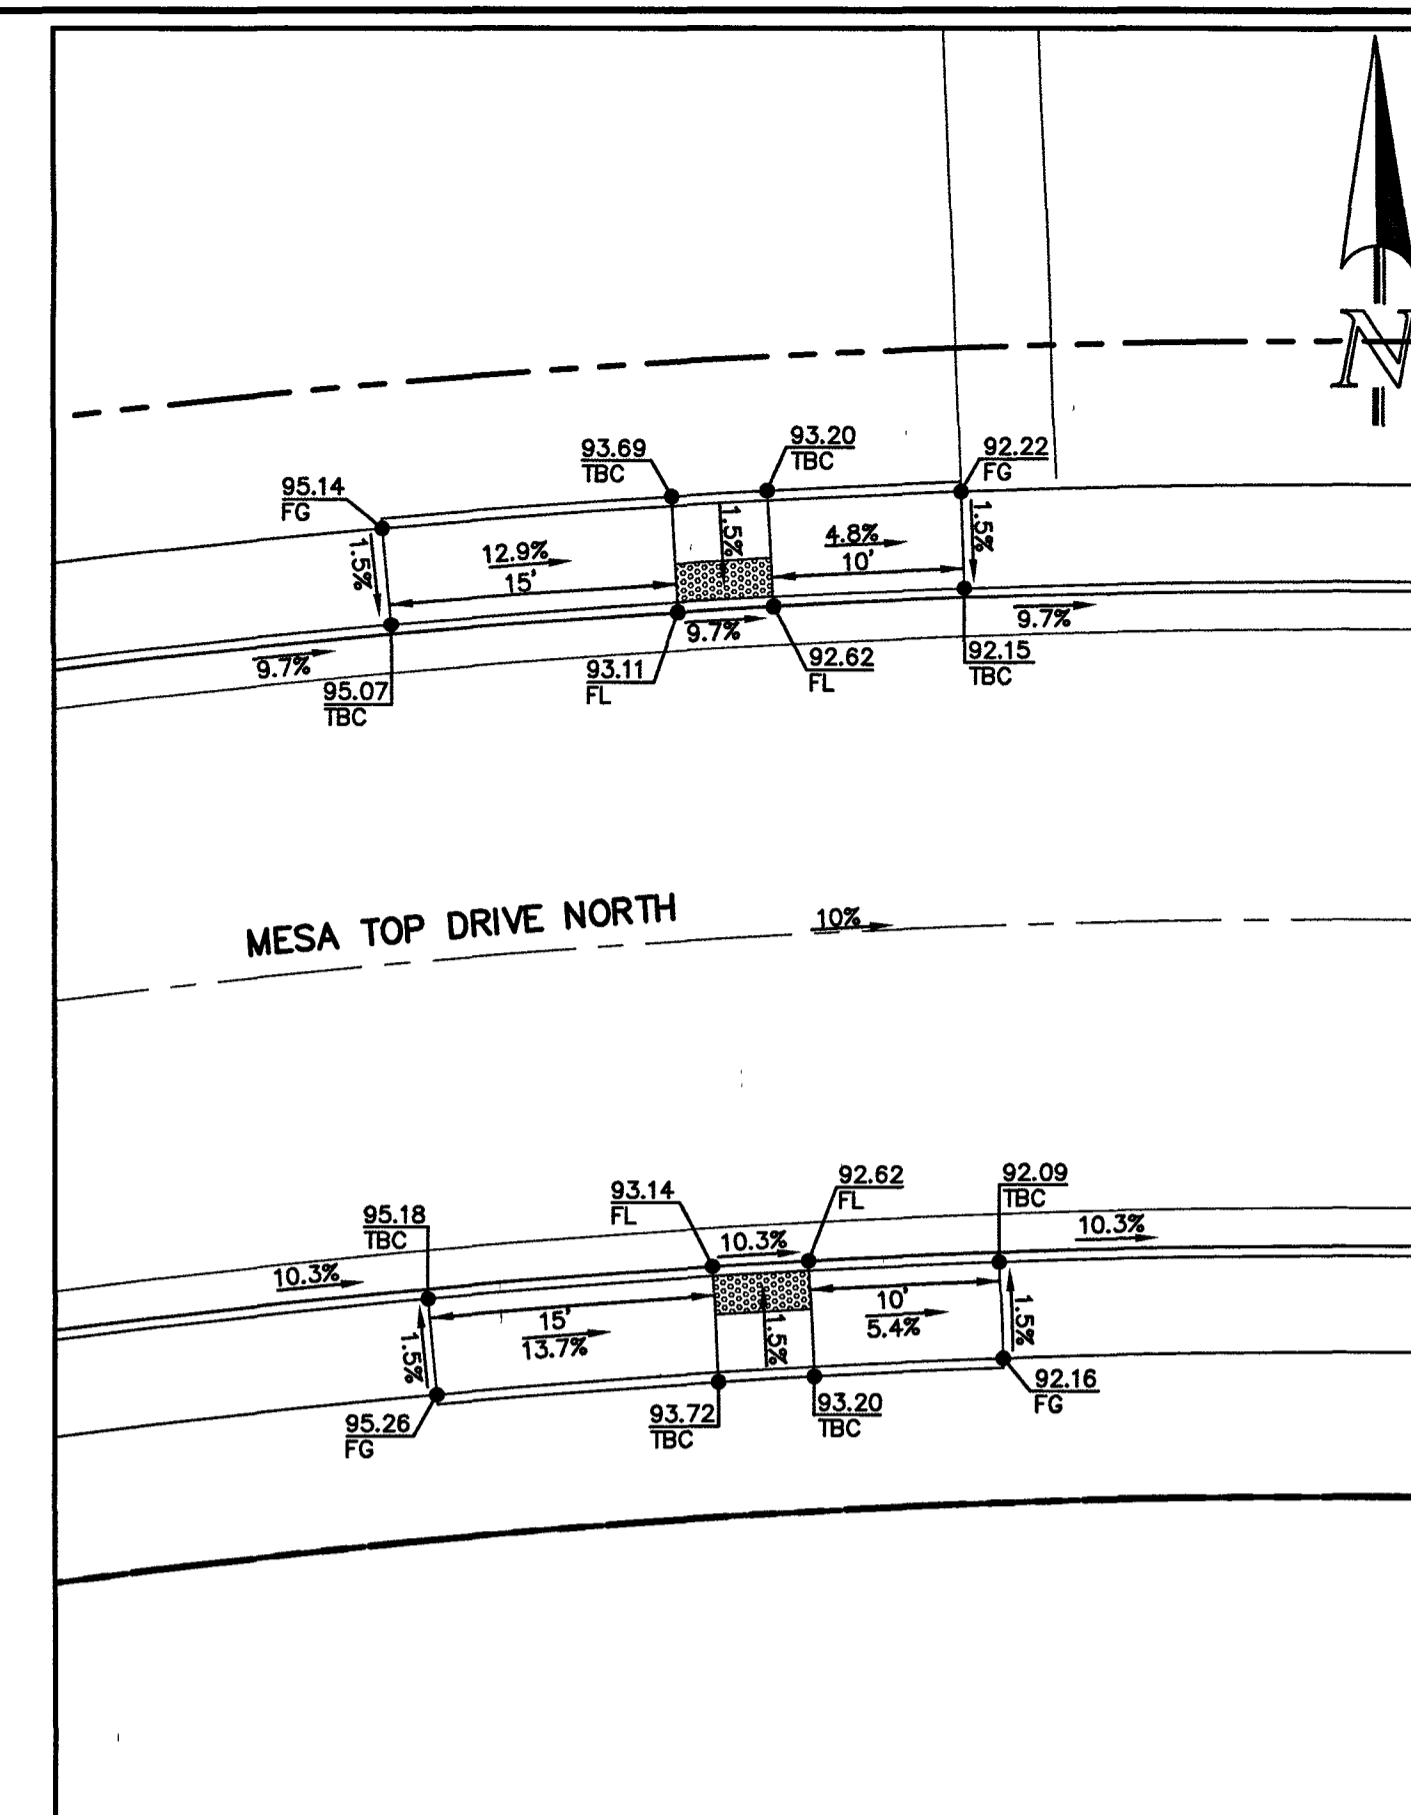 N
93.69
TBC
93.20
TBC
92.22
FG
95.14
FG
1.5%
12.9%
15'
1.5%
4.8%
10'
1.5%
9.7%
9.7%
9.7%
95.07
TBC
93.11
FL
92.62
FL
92.15
TBC
MESA TOP DRIVE NORTH
10%
95.18
TBC
93.14
FL
92.62
FL
92.09
TBC
10.3%
10.3%
10.3%
1.5%
15'
13.7%
1.5%
10'
5.4%
1.5%
95.26
FG
93.72
TBC
93.20
TBC
92.16
FG